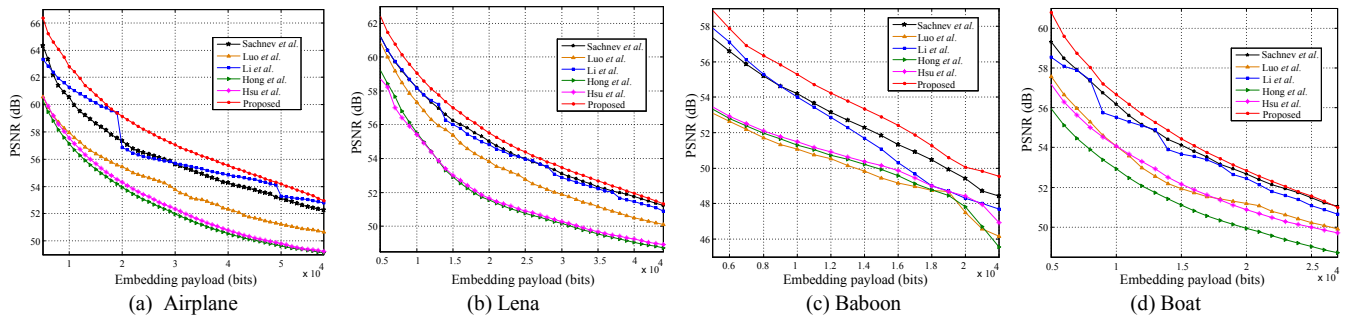 66
64
62
60
58
56
54
52
50
PSNR (dB)
1
2
3
4
5
x 10
4
Embedding payload (bits)
Sachnev et al.
Luo et al.
Li et al.
Hong et al.
Hsu et al.
Proposed
(a) Airplane
62
60
58
56
54
52
50
PSNR (dB)
0.5
1
1.5
2
2.5
3
3.5
4
x 10
4
Embedding payload (bits)
Sachnev et al.
Luo et al.
Li et al.
Hong et al.
Hsu et al.
Proposed
(b) Lena
58
56
54
52
50
48
46
PSNR (dB)
0.6
0.8
1
1.2
1.4
1.6
1.8
2
2.2
x 10
4
Embedding payload (bits)
Sachnev et al.
Luo et al.
Li et al.
Hong et al.
Hsu et al.
Proposed
(c) Baboon
60
58
56
54
52
50
PSNR (dB)
0.5
1
1.5
2
2.5
x 10
4
Embedding payload (bits)
Sachnev et al.
Luo et al.
Li et al.
Hong et al.
Hsu et al.
Proposed
(d) Boat